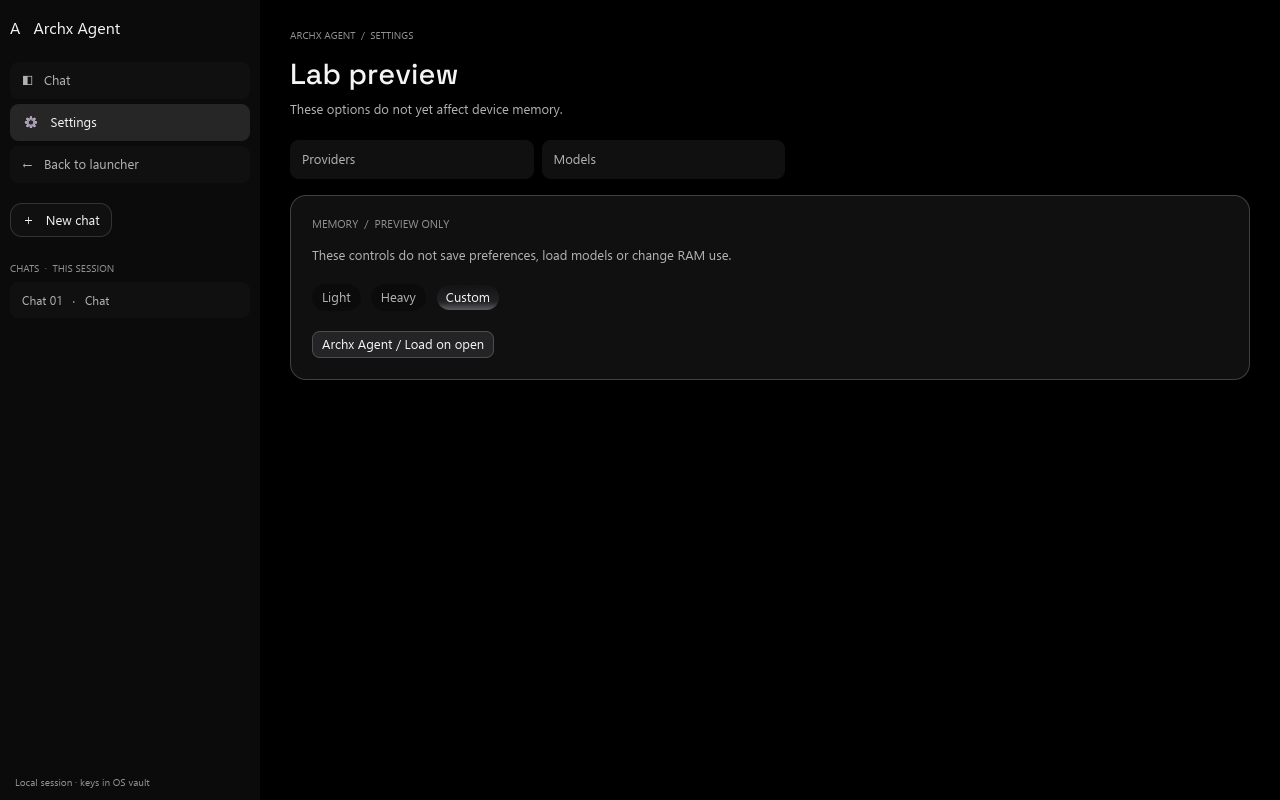 A Archx Agent
Chat
Settings
← Back to launcher
+ New chat
CHATS · THIS SESSION
Chat 01 · Chat
Local session · keys in OS vault
ARCHX AGENT / SETTINGS
Lab preview
These options do not yet affect device memory.
Providers
Models
MEMORY / PREVIEW ONLY
These controls do not save preferences, load models or change RAM use.
Light
Heavy
Custom
Archx Agent / Load on open